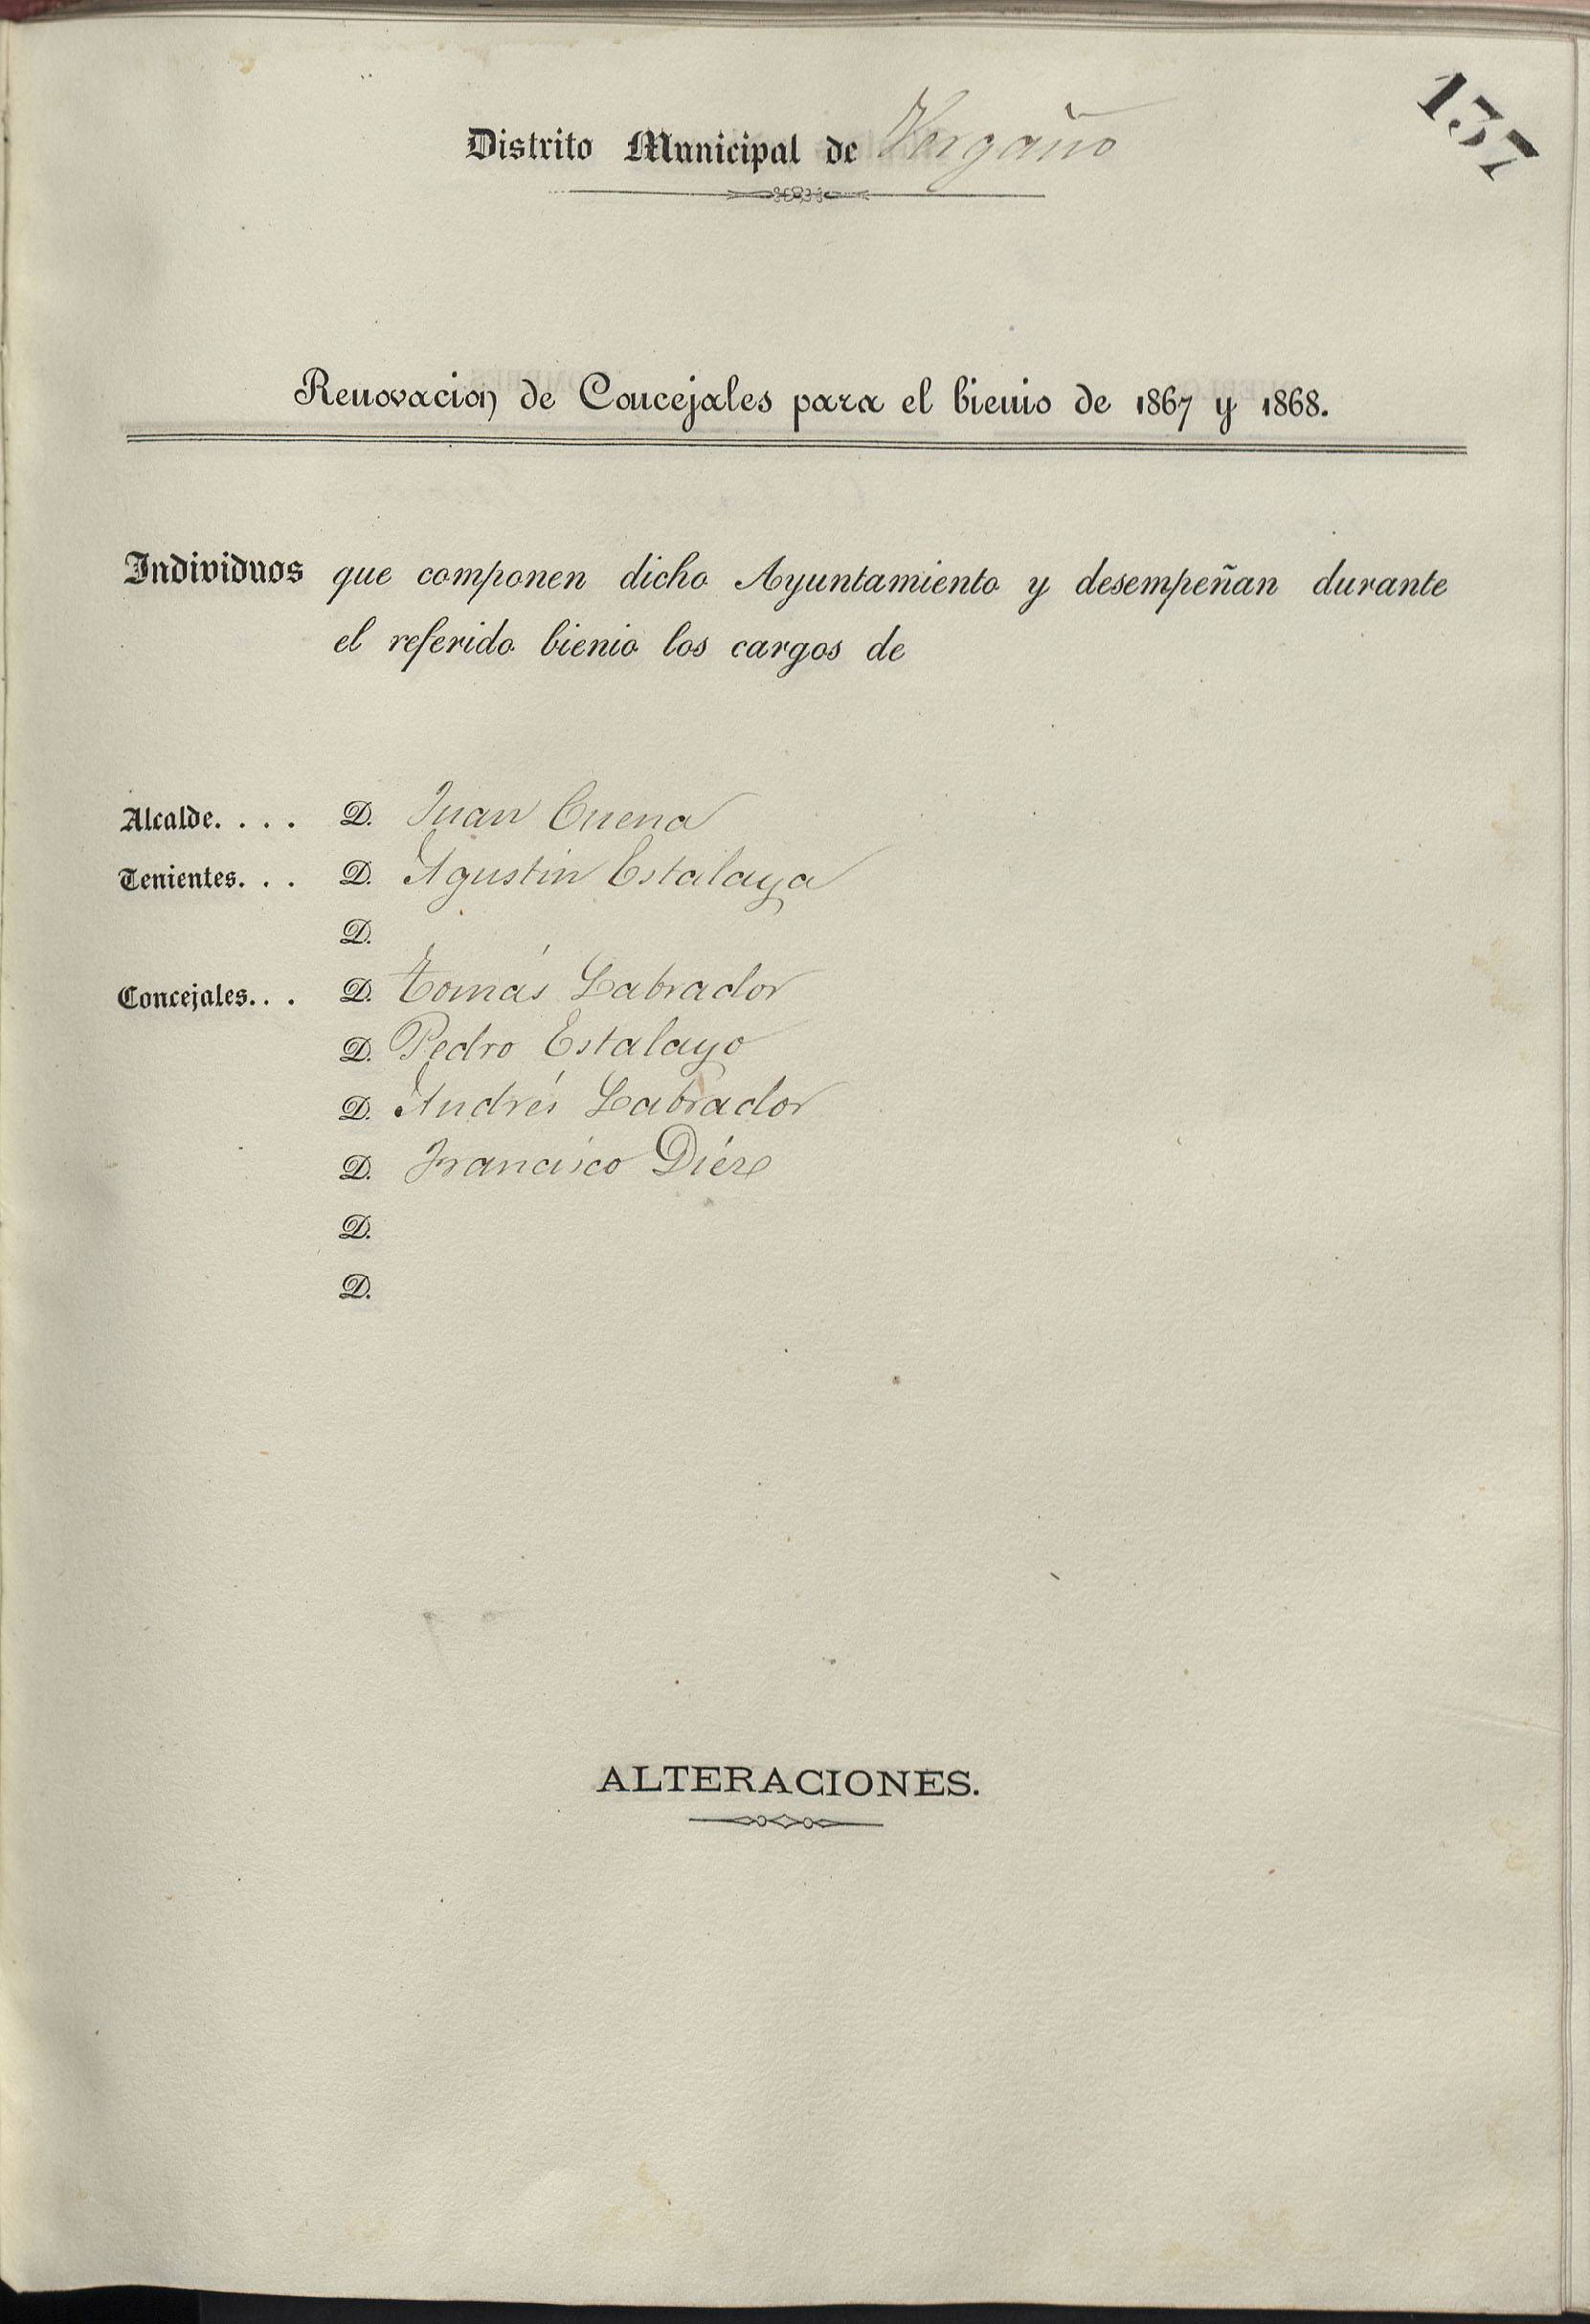 137
Distrito Municipal de Vergaño
Renovacion de Concejales para el bienio de 1867 y 1868.
Individuos que componen dicho Ayuntamiento y desempeñan durante
el referido bienio los cargos de
Alcalde. . . . D. Juan Cuena
Tenientes. . . D. Agustin Estalaya
D.
Concejales. . . D. Tomás Labrador
D. Pedro Estalayo
D. Andrés Labrador
D. Francisco Diéz
D.
D.
ALTERACIONES.